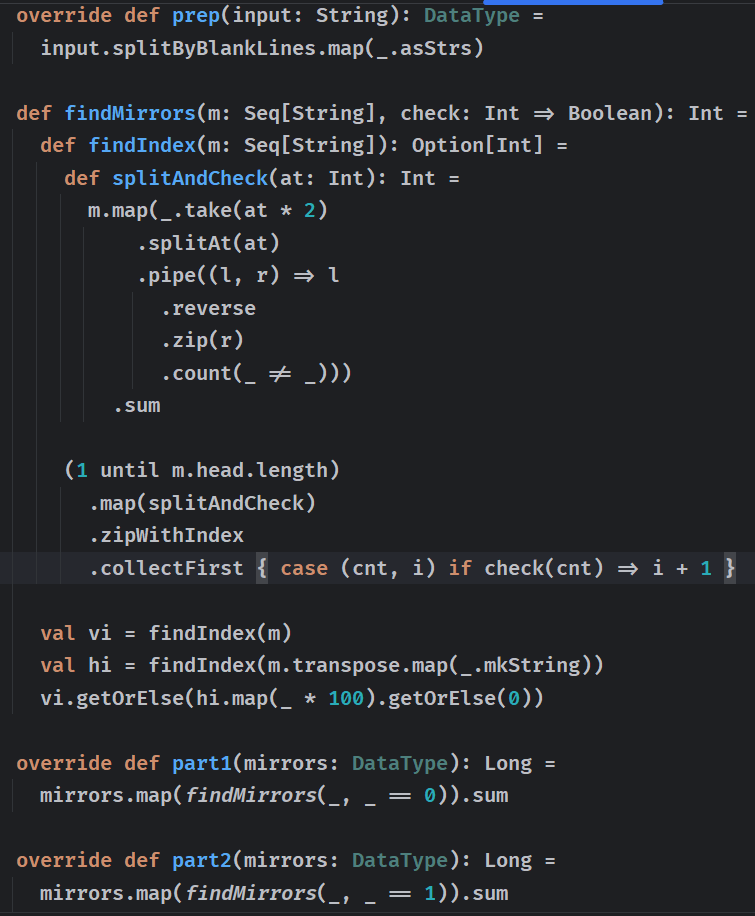 override def prep(input: String): DataType =
  input.splitByBlankLines.map(_.asStrs)

def findMirrors(m: Seq[String], check: Int => Boolean): Int =
  def findIndex(m: Seq[String]): Option[Int] =
    def splitAndCheck(at: Int): Int =
      m.map(_.take(at * 2)
          .splitAt(at)
          .pipe((l, r) => l
            .reverse
            .zip(r)
            .count(_ != _)))
        .sum

    (1 until m.head.length)
      .map(splitAndCheck)
      .zipWithIndex
      .collectFirst { case (cnt, i) if check(cnt) => i + 1 }

  val vi = findIndex(m)
  val hi = findIndex(m.transpose.map(_.mkString))
  vi.getOrElse(hi.map(_ * 100).getOrElse(0))

override def part1(mirrors: DataType): Long =
  mirrors.map(findMirrors(_, _ == 0)).sum

override def part2(mirrors: DataType): Long =
  mirrors.map(findMirrors(_, _ == 1)).sum